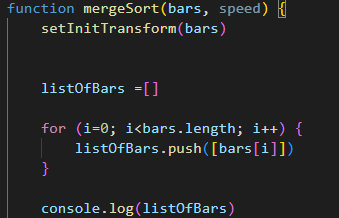 function mergeSort(bars, speed) {
setInitTransform(bars)
listOfBars =[]
for (i=0; i<bars.length; i++) {
listOfBars.push([bars[i]])
}
console.log(listOfBars)